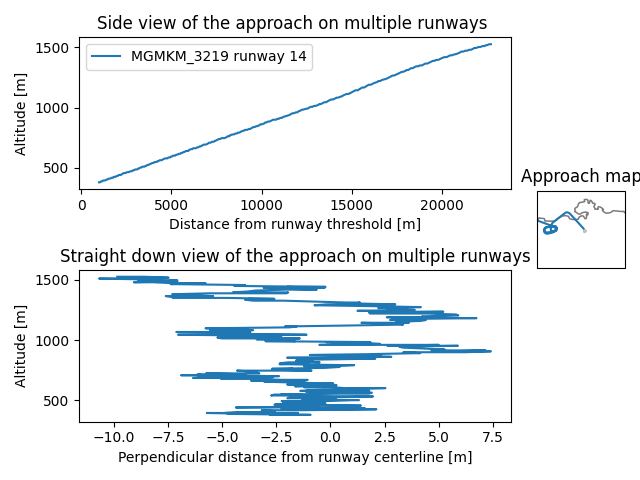 Side view of the approach on multiple runways
Altitude [m]
1500
1000
500
MGMKM_3219 runway 14
0 5000 10000 15000 20000
Distance from runway threshold [m]
Approach map
Straight down view of the approach on multiple runways
Altitude [m]
1500
1000
500
−10.0 −7.5 −5.0 −2.5 0.0 2.5 5.0 7.5
Perpendicular distance from runway centerline [m]